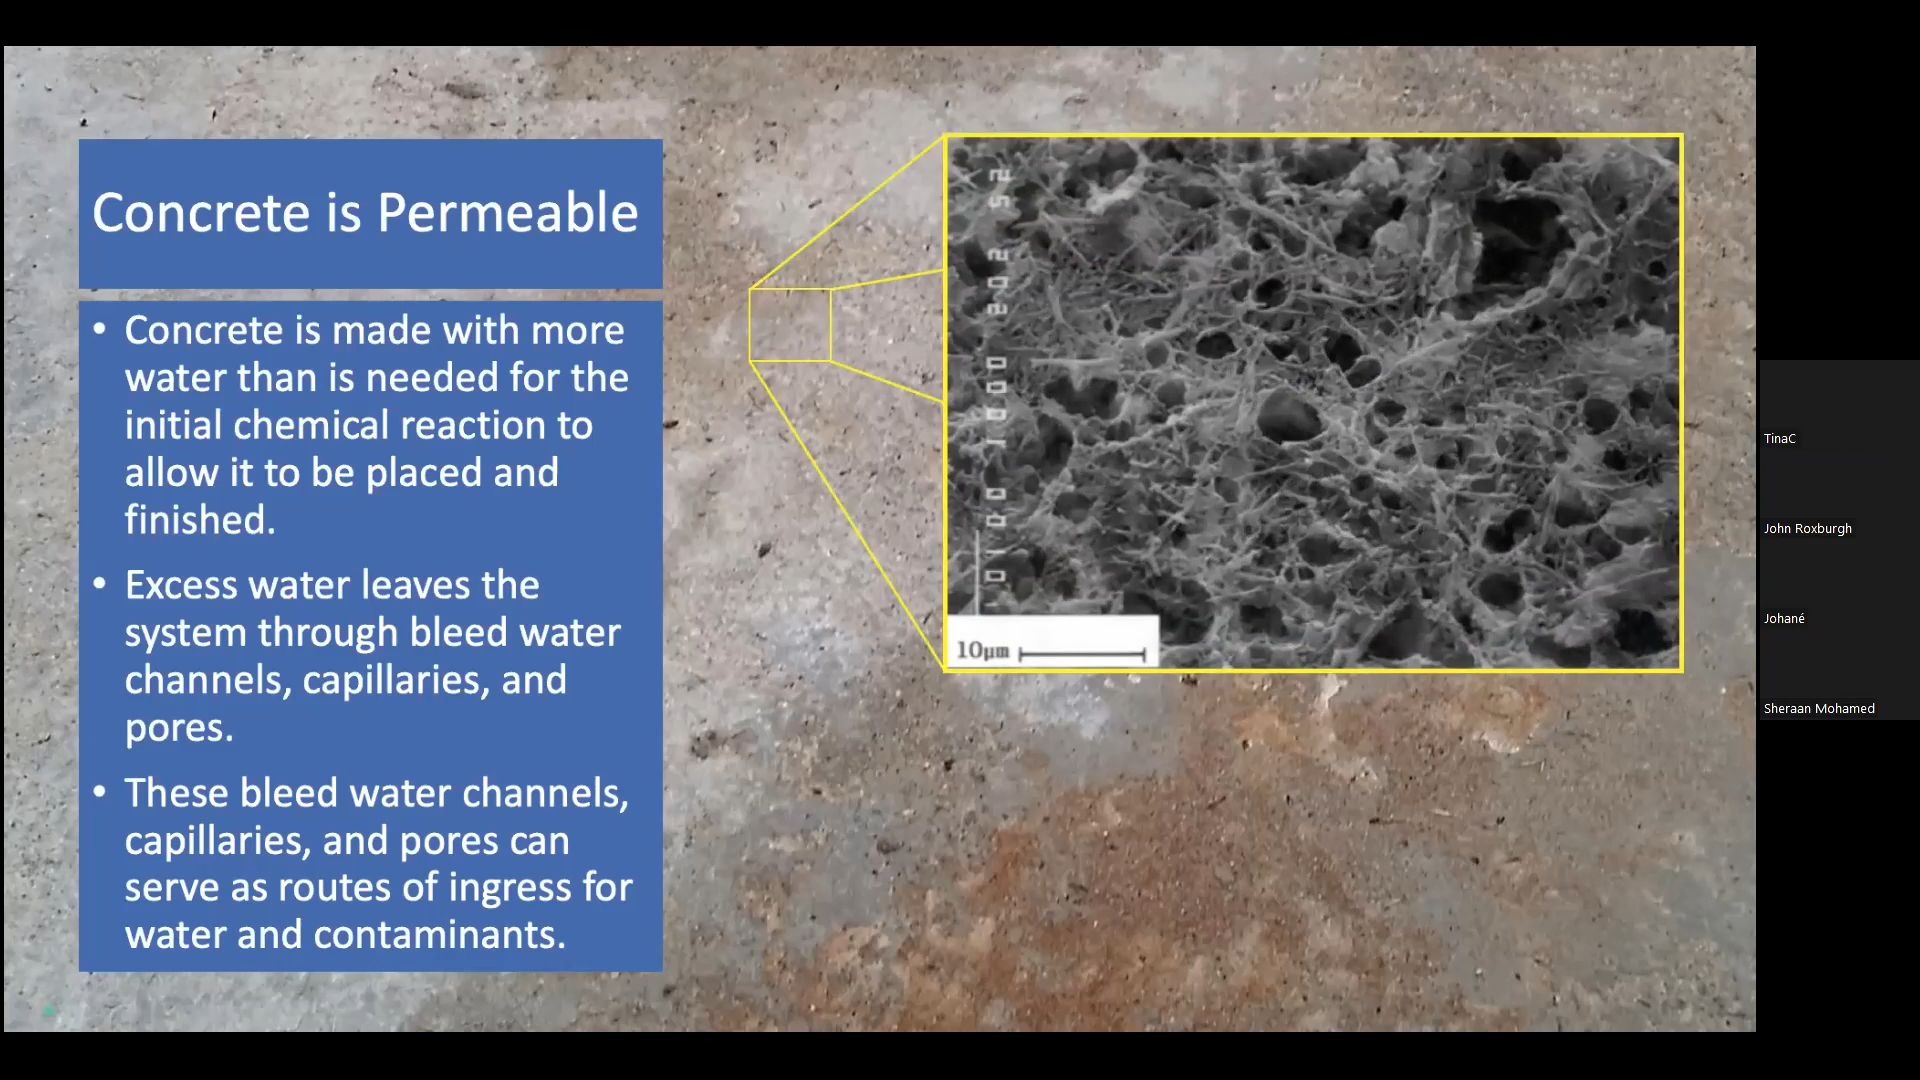 Concrete is Permeable
• Concrete is made with more
water than is needed for the
initial chemical reaction to
allow it to be placed and
finished.
• Excess water leaves the
system through bleed water
channels, capillaries, and
pores.
• These bleed water channels,
capillaries, and pores can
serve as routes of ingress for
water and contaminants.
10μm
TinaC
John Roxburgh
Johané
Sheraan Mohamed